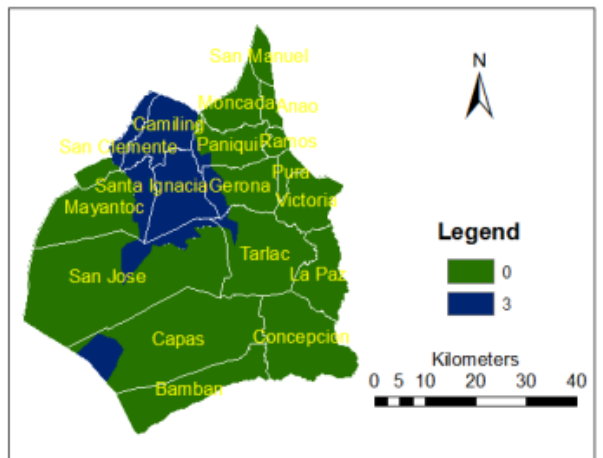 San Manuel
N
Moncada
Anao
Camiling
San Clemente
Paniqui
Ramos
Pura
Santa Ignacia
Gerona
Mayantoc
Victoria
Legend
Tarlac
San Jose
La Paz
0
3
Capas
Concepcion
Kilometers
0 5 10 20 30 40
Bamban